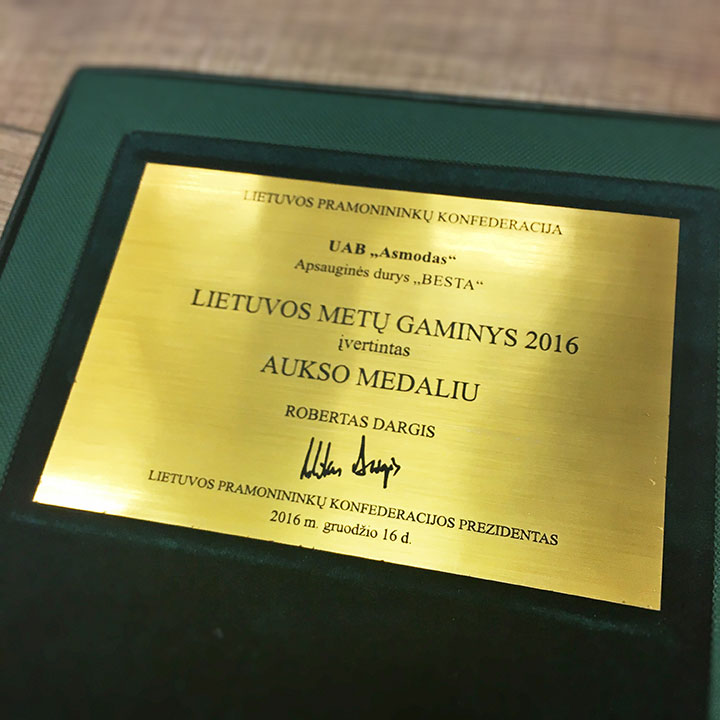 LIETUVOS PRAMONININKŲ KONFEDERACIJA
UAB „Asmodas“
Apsauginės durys „BESTA“
LIETUVOS METŲ GAMINYS 2016
įvertintas
AUKSO MEDALIU
ROBERTAS DARGIS
LIETUVOS PRAMONININKŲ KONFEDERACIJOS PREZIDENTAS
2016 m. gruodžio 16 d.